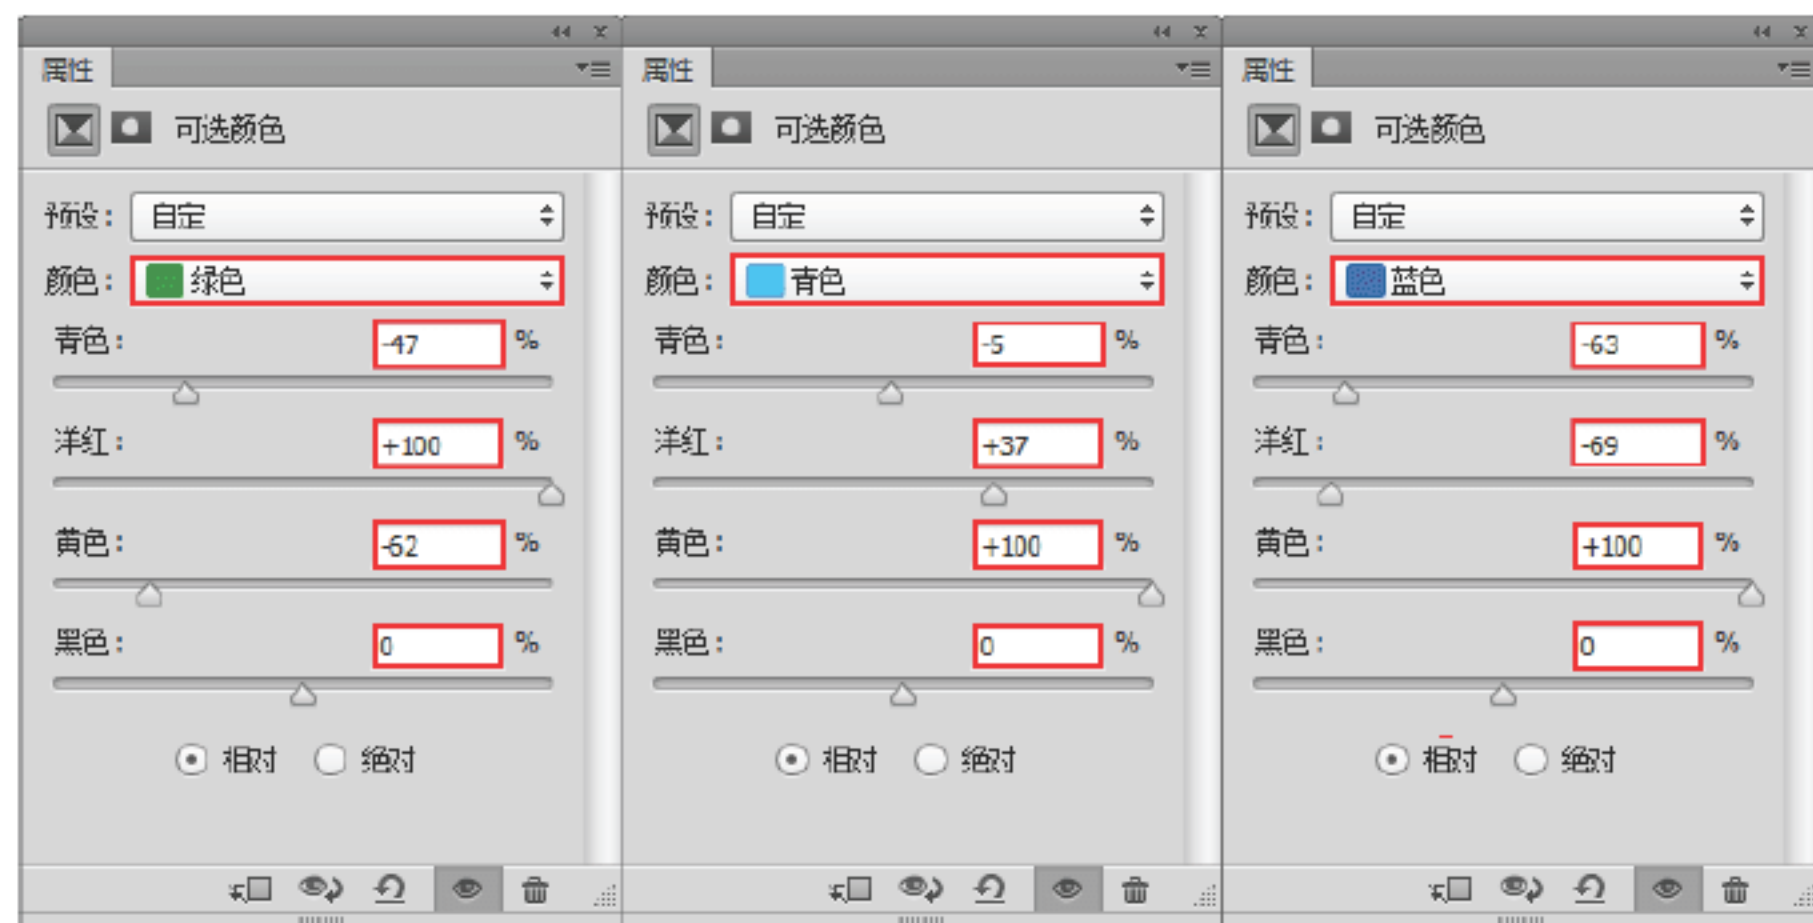 属性
可选颜色
预设： 自定
颜色： 绿色
青色： -47 %
洋红： +100 %
黄色： -62 %
黑色： 0 %
相对 绝对
属性
可选颜色
预设： 自定
颜色： 青色
青色： -5 %
洋红： +37 %
黄色： +100 %
黑色： 0 %
相对 绝对
属性
可选颜色
预设： 自定
颜色： 蓝色
青色： -63 %
洋红： -69 %
黄色： +100 %
黑色： 0 %
相对 绝对